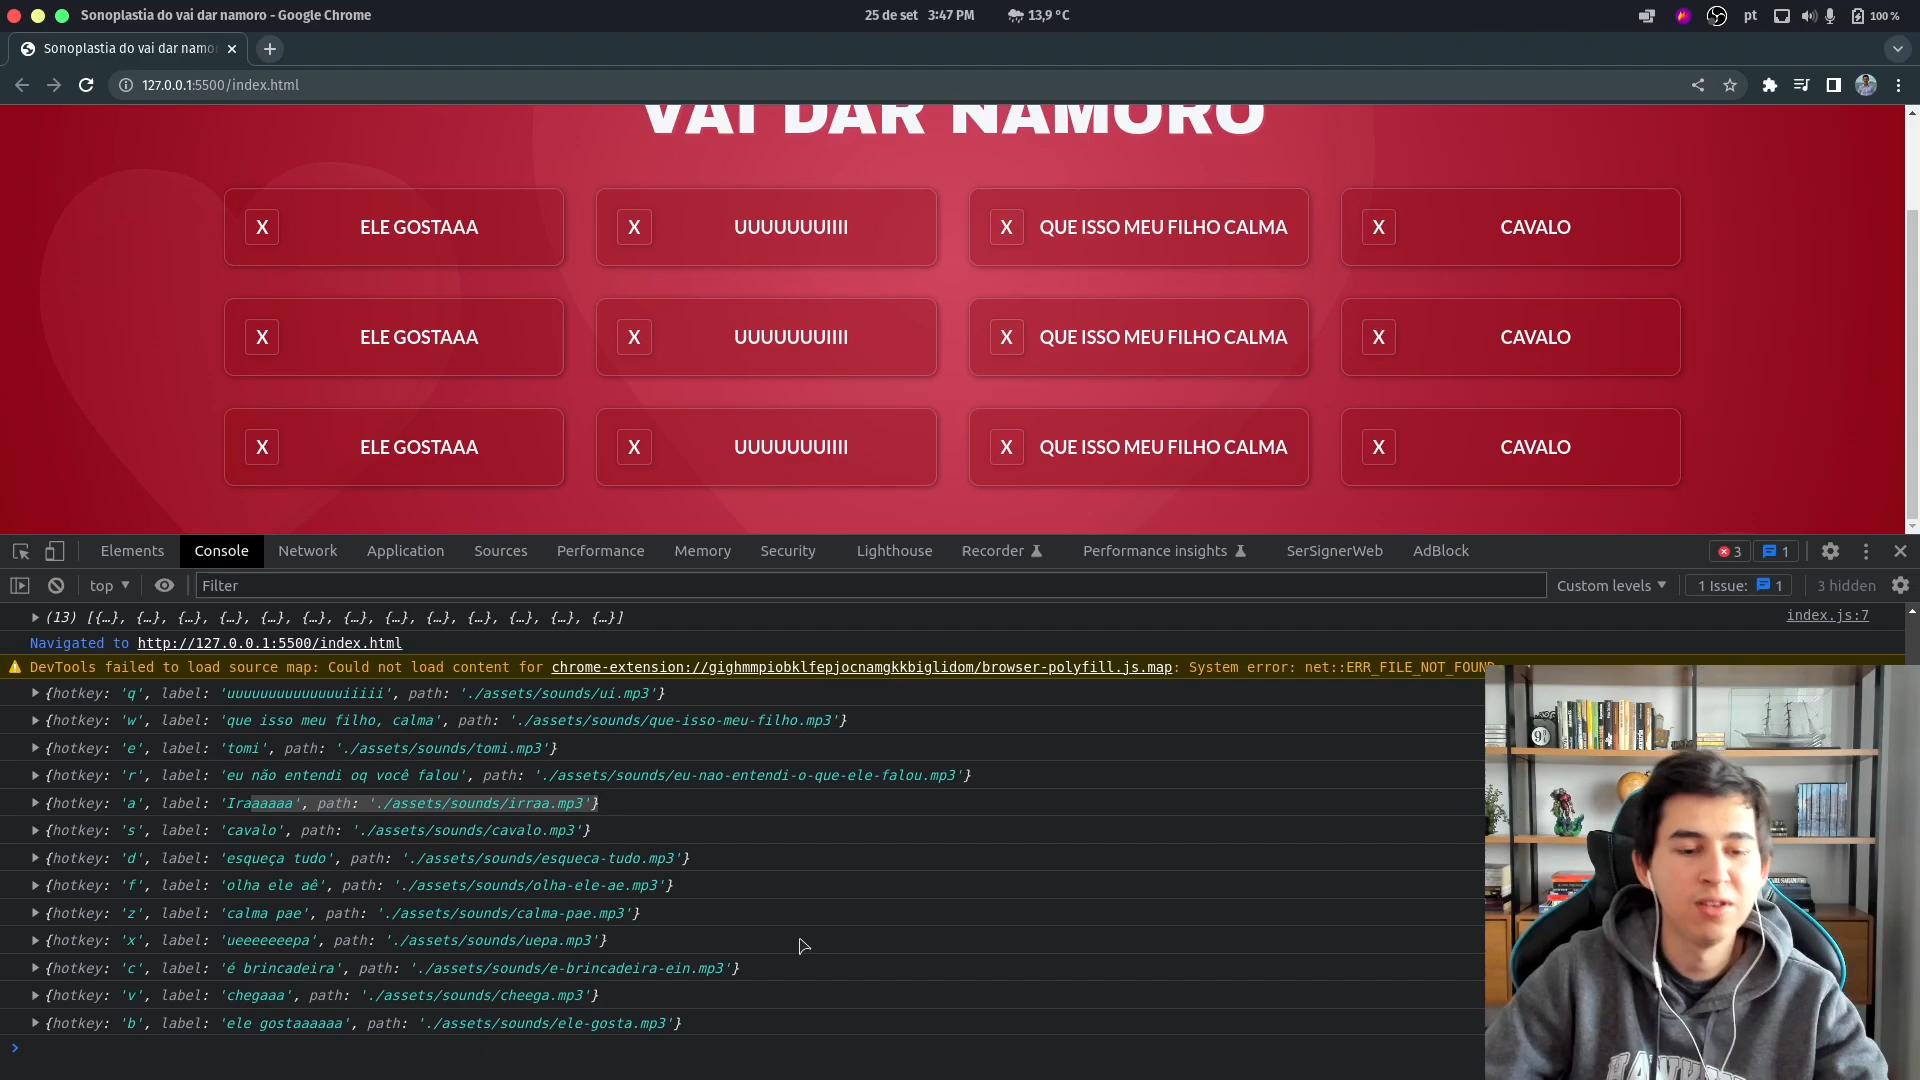 Sonoplastia do vai dar namoro - Google Chrome
25 de set 3:47 PM 13,9 °C
pt 100 %
Sonoplastia do vai dar namor
127.0.0.1:5500/index.html
VAI DAR NAMORO
X ELE GOSTAAA X UUUUUUUIIII X QUE ISSO MEU FILHO CALMA X CAVALO
X ELE GOSTAAA X UUUUUUUIIII X QUE ISSO MEU FILHO CALMA X CAVALO
X ELE GOSTAAA X UUUUUUUIIII X QUE ISSO MEU FILHO CALMA X CAVALO
Elements Console Network Application Sources Performance Memory Security Lighthouse Recorder Performance insights SerSignerWeb AdBlock 3 1
top Filter Custom levels 1 Issue: 1 3 hidden
(13) [{…}, {…}, {…}, {…}, {…}, {…}, {…}, {…}, {…}, {…}, {…}, {…}, {…}] index.js:7
Navigated to http://127.0.0.1:5500/index.html
DevTools failed to load source map: Could not load content for chrome-extension://gighmmpiobklfepjocnamgkkbiglidom/browser-polyfill.js.map: System error: net::ERR_FILE_NOT_FOUND
{hotkey: 'q', label: 'uuuuuuuuuuuuuuiiiii', path: './assets/sounds/ui.mp3'}
{hotkey: 'w', label: 'que isso meu filho, calma', path: './assets/sounds/que-isso-meu-filho.mp3'}
{hotkey: 'e', label: 'tomi', path: './assets/sounds/tomi.mp3'}
{hotkey: 'r', label: 'eu não entendi oq você falou', path: './assets/sounds/eu-nao-entendi-o-que-ele-falou.mp3'}
{hotkey: 'a', label: 'Iraaaaaa', path: './assets/sounds/irraa.mp3'}
{hotkey: 's', label: 'cavalo', path: './assets/sounds/cavalo.mp3'}
{hotkey: 'd', label: 'esqueça tudo', path: './assets/sounds/esqueca-tudo.mp3'}
{hotkey: 'f', label: 'olha ele aê', path: './assets/sounds/olha-ele-ae.mp3'}
{hotkey: 'z', label: 'calma pae', path: './assets/sounds/calma-pae.mp3'}
{hotkey: 'x', label: 'ueeeeeeepa', path: './assets/sounds/uepa.mp3'}
{hotkey: 'c', label: 'é brincadeira', path: './assets/sounds/e-brincadeira-ein.mp3'}
{hotkey: 'v', label: 'chegaaa', path: './assets/sounds/cheega.mp3'}
{hotkey: 'b', label: 'ele gostaaaaaa', path: './assets/sounds/ele-gosta.mp3'}